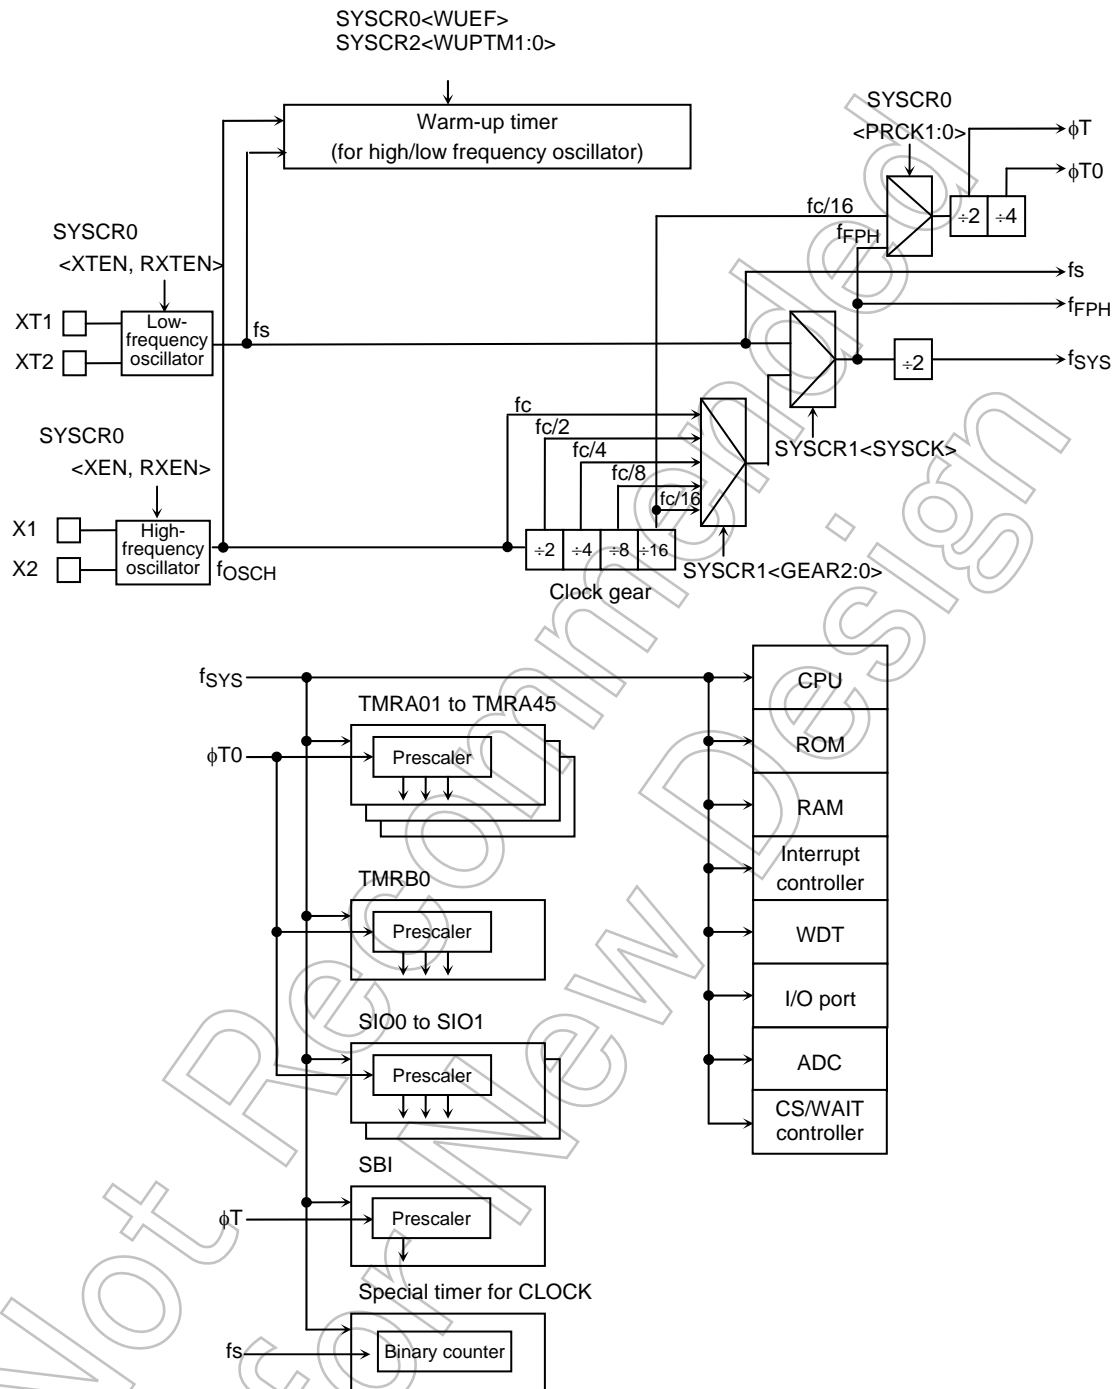 SYSCR0<WUEF>
SYSCR2<WUPTM1:0>
Warm-up timer
(for high/low frequency oscillator)
SYSCR0
<PRCK1:0>
ϕT
ϕT0
fc/16
fFPH
÷2
÷4
SYSCR0
<XTEN, RXTEN>
fs
fFPH
XT1
XT2
Low-
frequency
oscillator
fs
÷2
fSYS
fc
fc/2
fc/4
fc/8
fc/16
SYSCR1<SYSCK>
SYSCR0
<XEN, RXEN>
X1
X2
High-
frequency
oscillator
fOSCH
÷2
÷4
÷8
÷16
Clock gear
SYSCR1<GEAR2:0>
fSYS
TMRA01 to TMRA45
ϕT0
Prescaler
TMRB0
Prescaler
SIO0 to SIO1
Prescaler
SBI
ϕT
Prescaler
Special timer for CLOCK
fs
Binary counter
CPU
ROM
RAM
Interrupt
controller
WDT
I/O port
ADC
CS/WAIT
controller
Not Recommended
for New Design